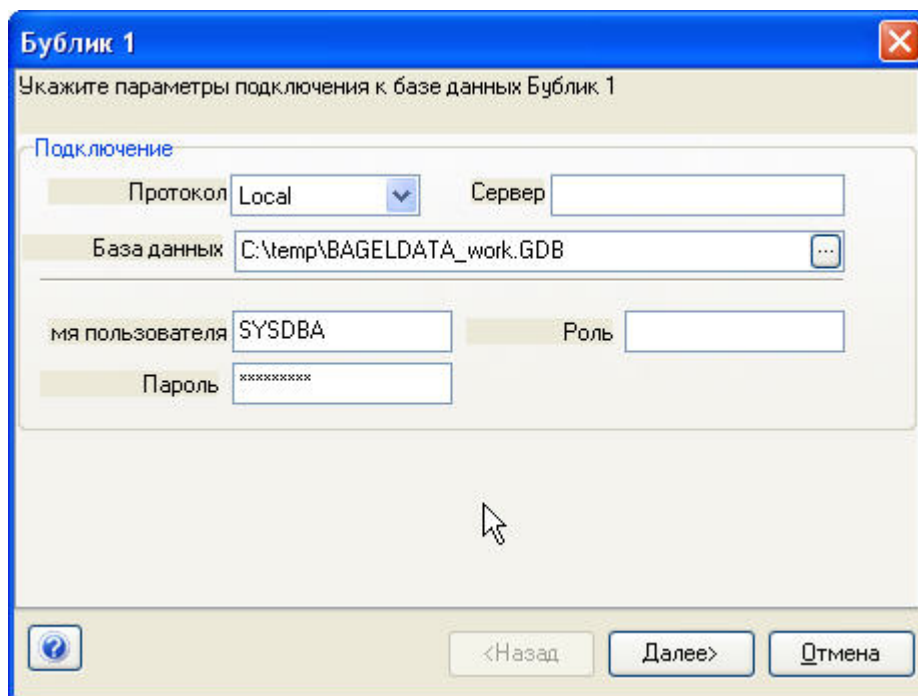 Бублик 1
Укажите параметры подключения к базе данных Бублик 1
Подключение
Протокол Local Сервер
База данных C:\temp\BAGELDATA_work.GDB ...
мя пользователя SYSDBA Роль
Пароль *********
? <Назад Далее> Отмена